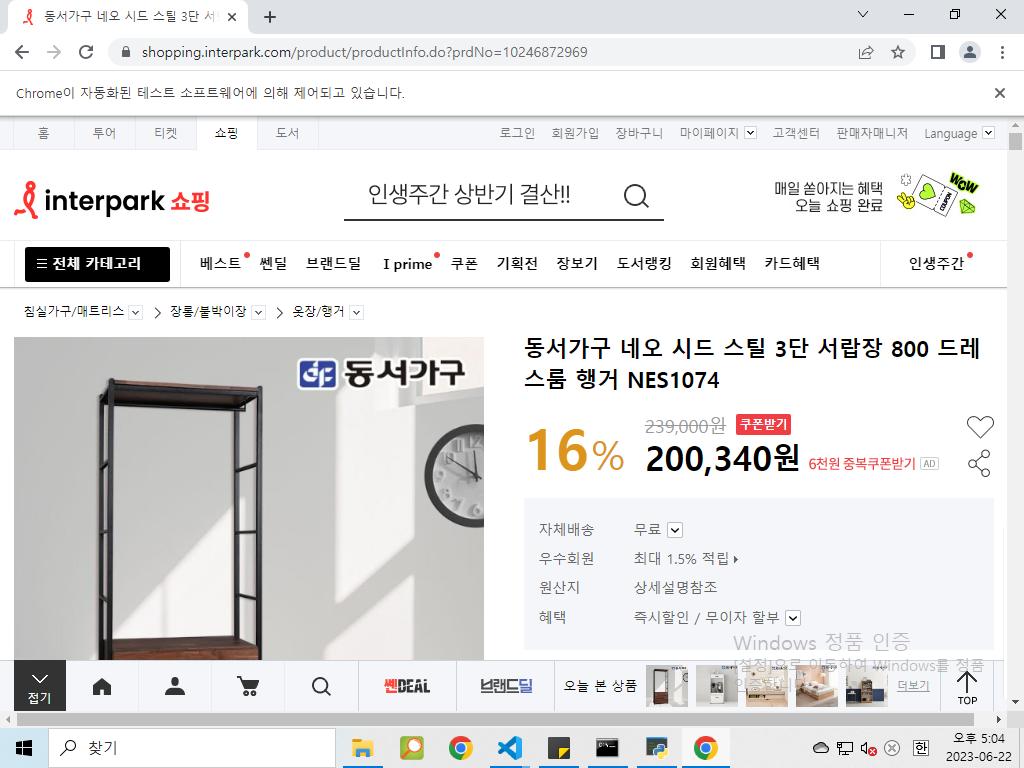 동서가구 네오 시드 스틸 3단 서
shopping.interpark.com/product/productInfo.do?prdNo=10246872969
Chrome이 자동화된 테스트 소프트웨어에 의해 제어되고 있습니다.
홈 투어 티켓 쇼핑 도서 로그인 회원가입 장바구니 마이페이지 고객센터 판매자매니저 Language
interpark 쇼핑 인생주간 상반기 결산!!
매일 쏟아지는 혜택
오늘 쇼핑 완료
WOW
COUPON
전체 카테고리 베스트 쎈딜 브랜드딜 I prime 쿠폰 기획전 장보기 도서랭킹 회원혜택 카드혜택 인생주간
침실가구/매트리스 장롱/붙박이장 옷장/행거
동서가구
동서가구 네오 시드 스틸 3단 서랍장 800 드레
스룸 행거 NES1074
16% 239,000원 쿠폰받기
200,340원 6천원 중복쿠폰받기 AD
자체배송 무료
우수회원 최대 1.5% 적립
원산지 상세설명참조
혜택 즉시할인 / 무이자 할부
Windows 정품 인증
[설정]으로 이동하여 Windows를 정품
인증합니다.
접기 쎈DEAL 브랜드딜 오늘 본 상품 더보기 TOP
찾기
한
오후 5:04
2023-06-22